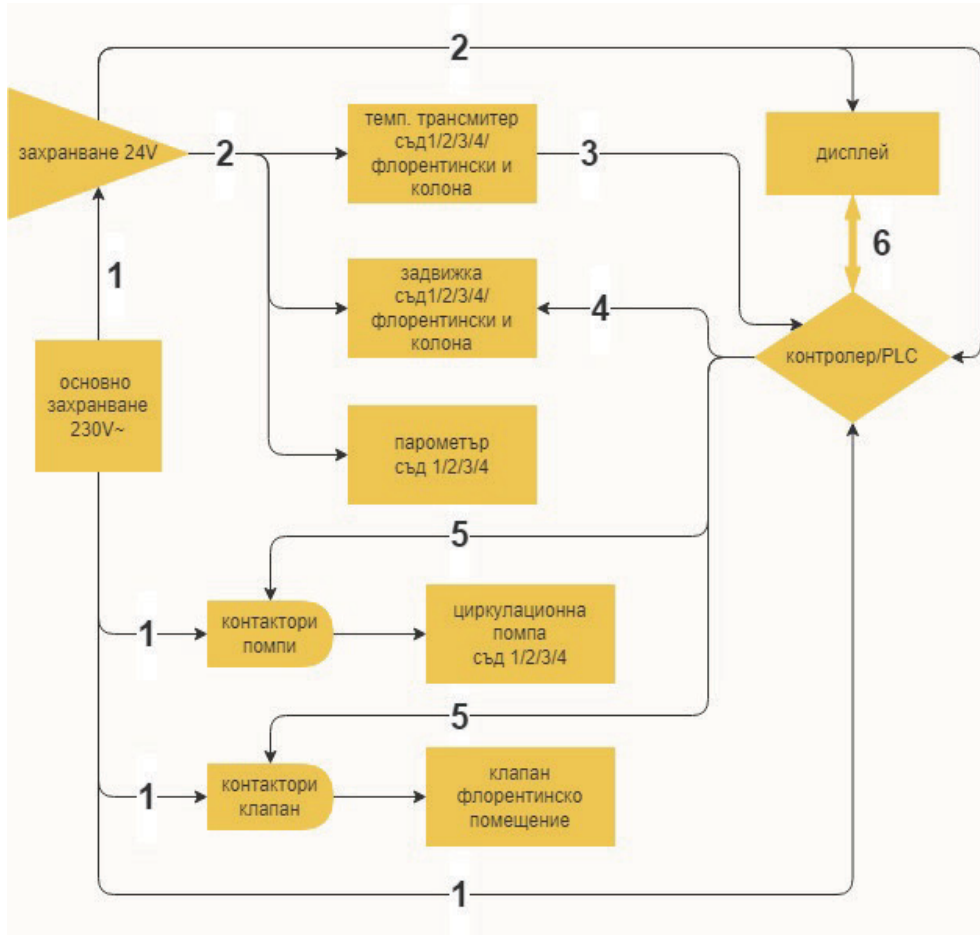 2
захранване 24V
2
темп. трансмитер
съд1/2/3/4/
флорентински и
колона
3
дисплей
6
1
задвижка
съд1/2/3/4/
флорентински и
колона
4
контролер/PLC
основно
захранване
230V~
парометър
съд 1/2/3/4
5
1
контактори
помпи
циркулационна
помпа
съд 1/2/3/4
5
1
контактори
клапан
клапан
флорентинско
помещение
1